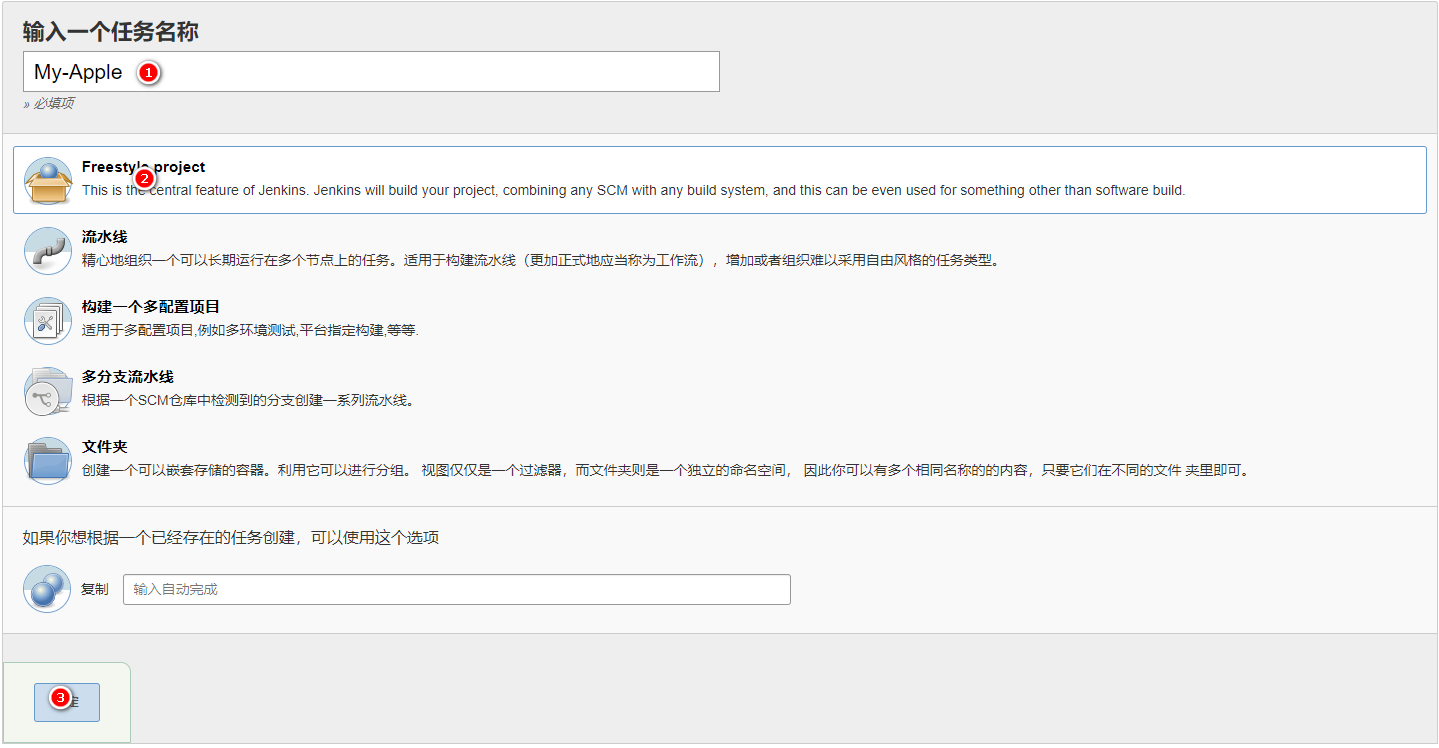 输入一个任务名称
My-Apple 1
» 必填项
Freestyle project
2
This is the central feature of Jenkins. Jenkins will build your project, combining any SCM with any build system, and this can be even used for something other than software build.
流水线
精心地组织一个可以长期运行在多个节点上的任务。适用于构建流水线（更加正式地应当称为工作流），增加或者组织难以采用自由风格的任务类型。
构建一个多配置项目
适用于多配置项目,例如多环境测试,平台指定构建,等等.
多分支流水线
根据一个SCM仓库中检测到的分支创建一系列流水线。
文件夹
创建一个可以嵌套存储的容器。利用它可以进行分组。 视图仅仅是一个过滤器，而文件夹则是一个独立的命名空间， 因此你可以有多个相同名称的的内容，只要它们在不同的文件 夹里即可。
如果你想根据一个已经存在的任务创建，可以使用这个选项
复制 输入自动完成
3